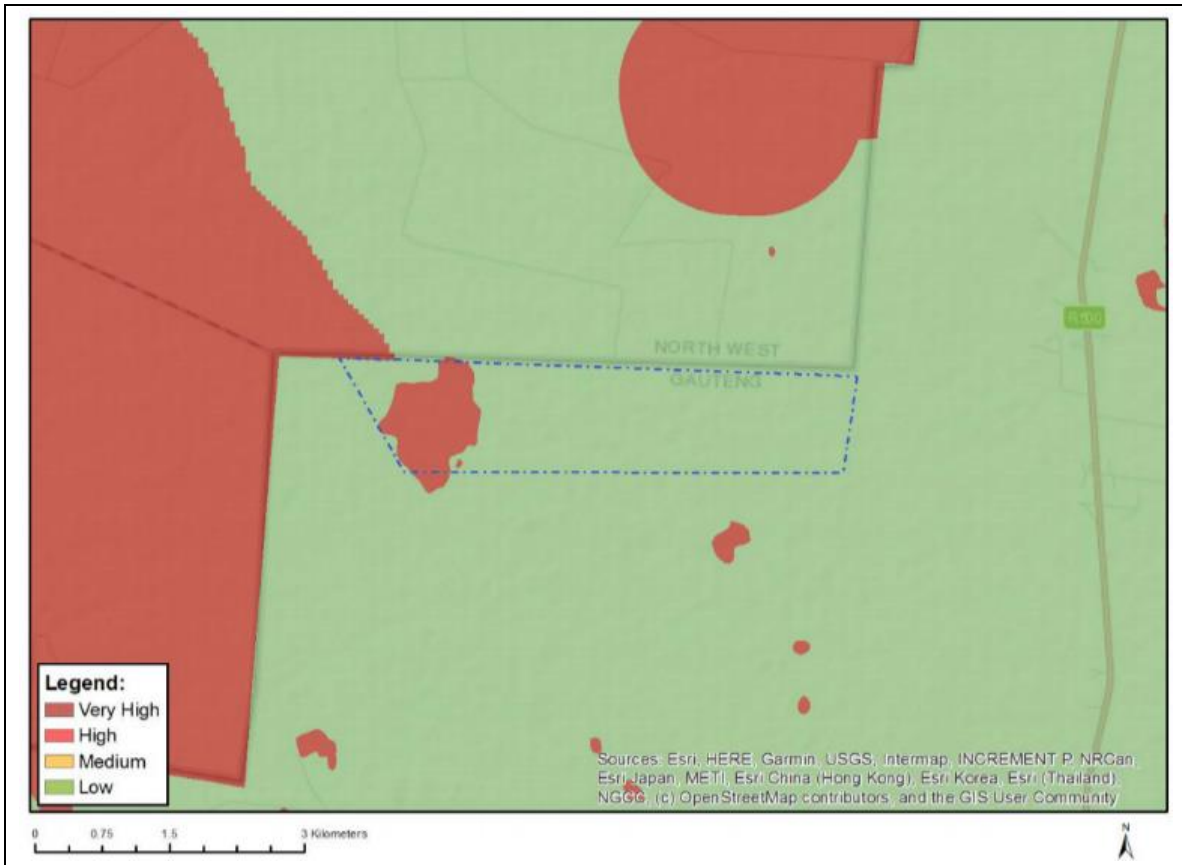 NORTH WEST
GAUTENG
Legend:
Very High
High
Medium
Low
Sources: Esri, HERE, Garmin, USGS, Intermap, INCREMENT P, NRCan,
Esri Japan, METI, Esri China (Hong Kong), Esri Korea, Esri (Thailand),
NGCC, (c) OpenStreetMap contributors, and the GIS User Community
0 0.75 1.5 3 Kilometers
N